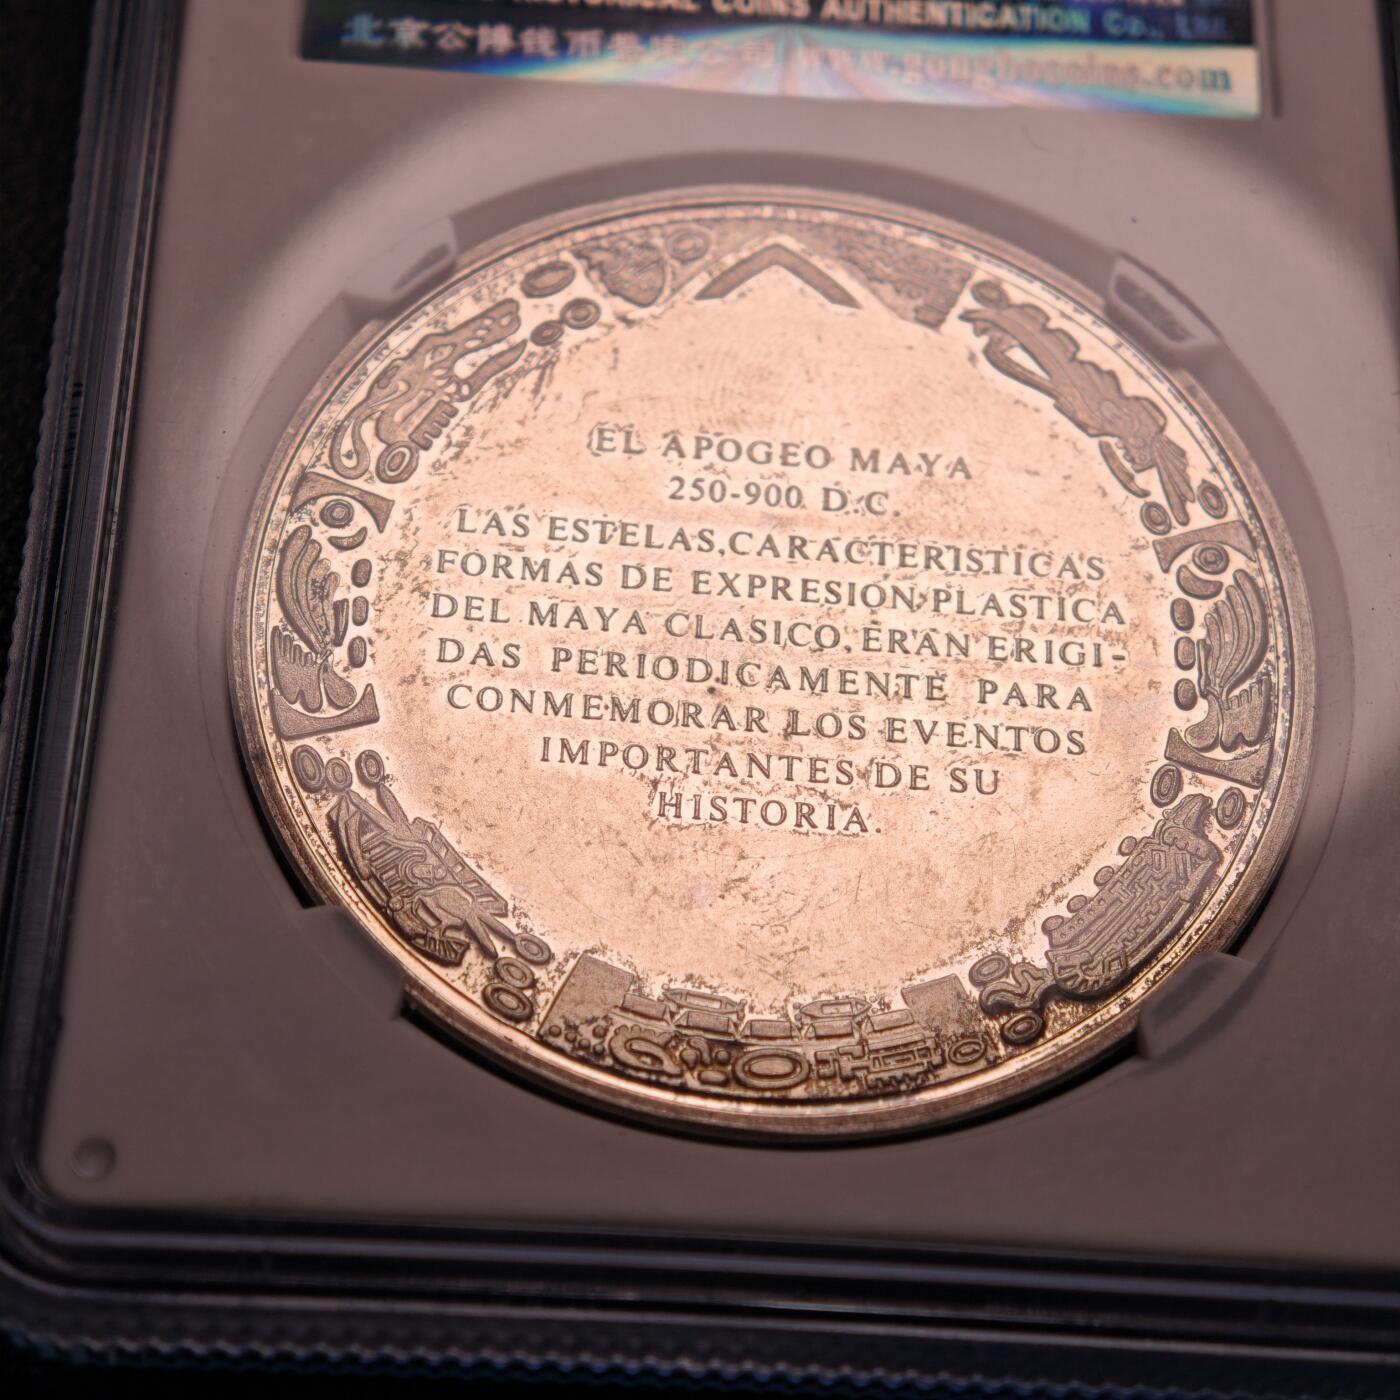 HISTORICAL COINS AUTHENTICATION Co., Ltd.
北京公博钱币鉴定公司 www.gongbocoins.com
EL APOGEO MAYA
250-900 D.C.
LAS ESTELAS,CARACTERISTICAS
FORMAS DE EXPRESION PLASTICA
DEL MAYA CLASICO, ERAN ERIGI-
DAS PERIODICAMENTE PARA
CONMEMORAR LOS EVENTOS
IMPORTANTES DE SU
HISTORIA.